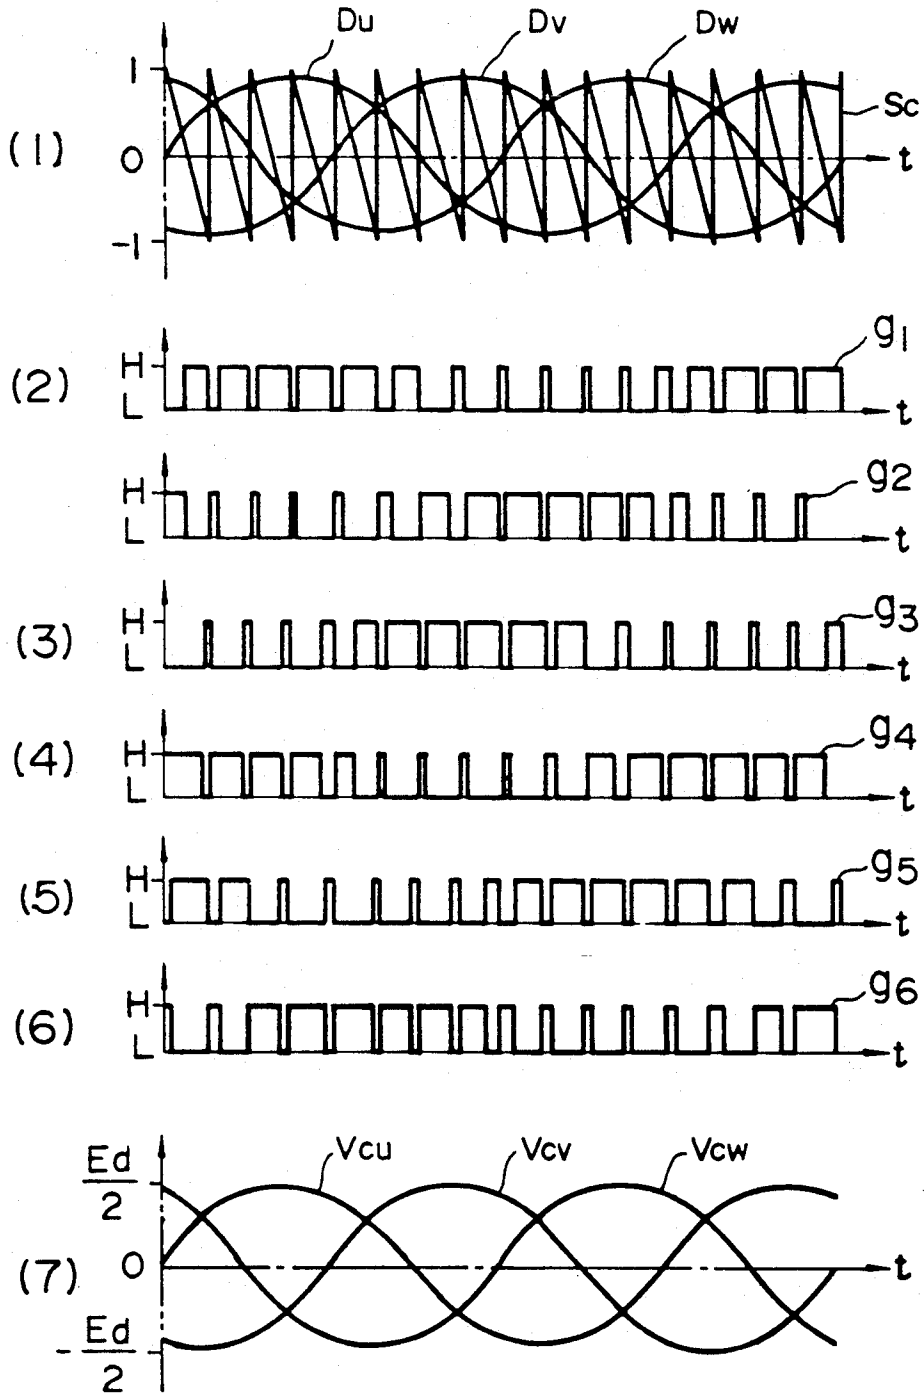 Du Dv Dw
1
Sc
(1) 0 t
-1
g1
(2) H
L t
g2
H
L t
g3
(3) H
L t
g4
(4) H
L t
g5
(5) H
L t
g6
(6) H
L t
Vcu Vcv Vcw
Ed
2
(7) 0 t
- Ed
2